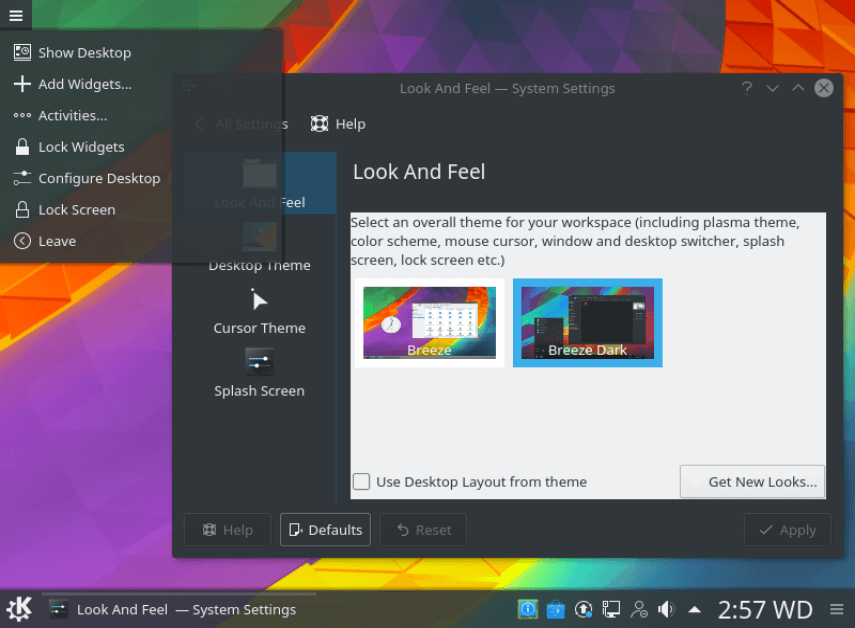 Show Desktop
Add Widgets...
Activities...
Lock Widgets
Configure Desktop
Lock Screen
Leave
Look And Feel — System Settings
All Settings
Help
Look And Feel
Desktop Theme
Cursor Theme
Splash Screen
Look And Feel
Select an overall theme for your workspace (including plasma theme,
color scheme, mouse cursor, window and desktop switcher, splash
screen, lock screen etc.)
Breeze
Breeze Dark
Use Desktop Layout from theme
Get New Looks...
Help
Defaults
Reset
Apply
Look And Feel — System Settings
2:57 WD